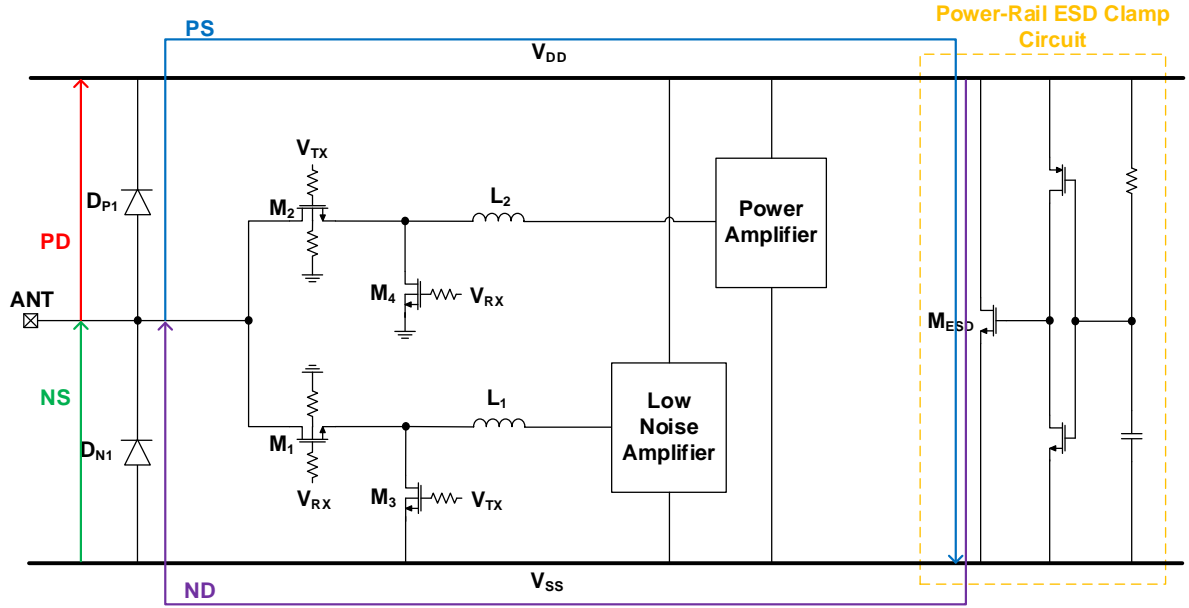 Power-Rail ESD Clamp
Circuit
PS
VDD
VTX
M2
L2
DP1
Power
Amplifier
PD
M4
VRX
ANT
MESD
NS
L1
Low
Noise
Amplifier
DN1
M1
VRX
M3
VTX
VSS
ND